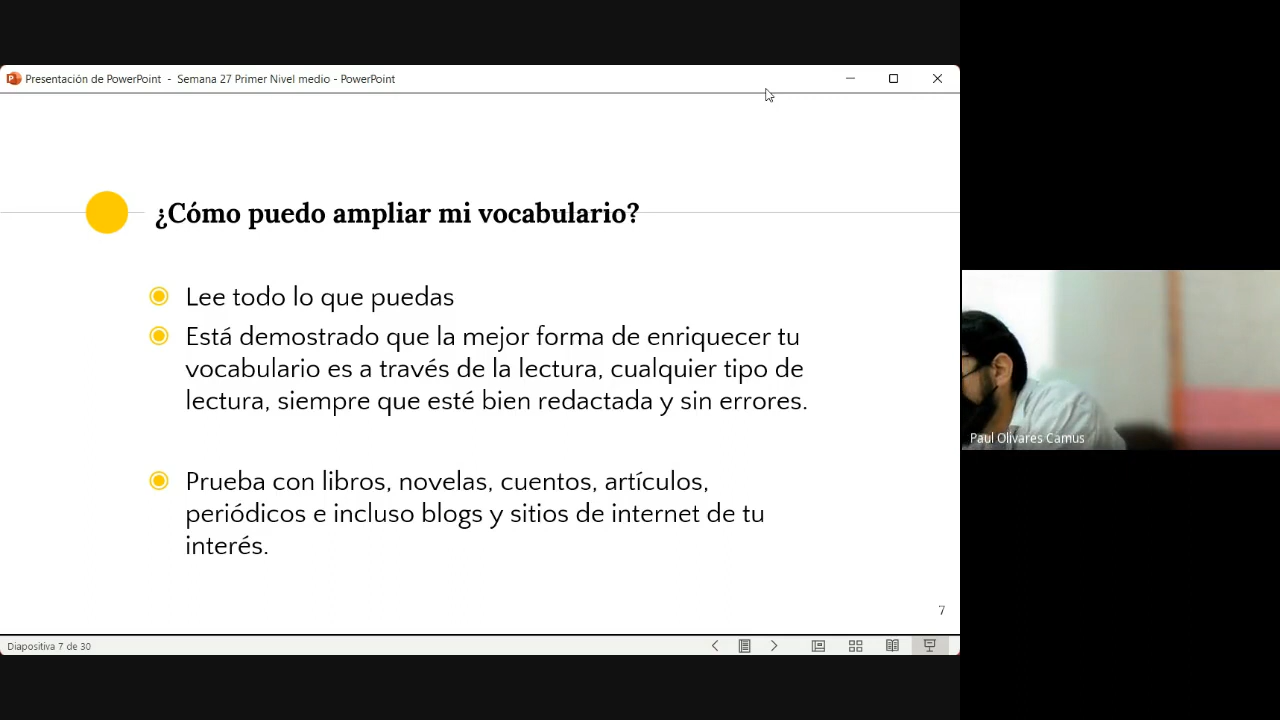 Presentación de PowerPoint - Semana 27 Primer Nivel medio - PowerPoint
¿Cómo puedo ampliar mi vocabulario?
Lee todo lo que puedas
Está demostrado que la mejor forma de enriquecer tu
vocabulario es a través de la lectura, cualquier tipo de
lectura, siempre que esté bien redactada y sin errores.
Prueba con libros, novelas, cuentos, artículos,
periódicos e incluso blogs y sitios de internet de tu
interés.
7
Diapositiva 7 de 30
Paul Olivares Camus